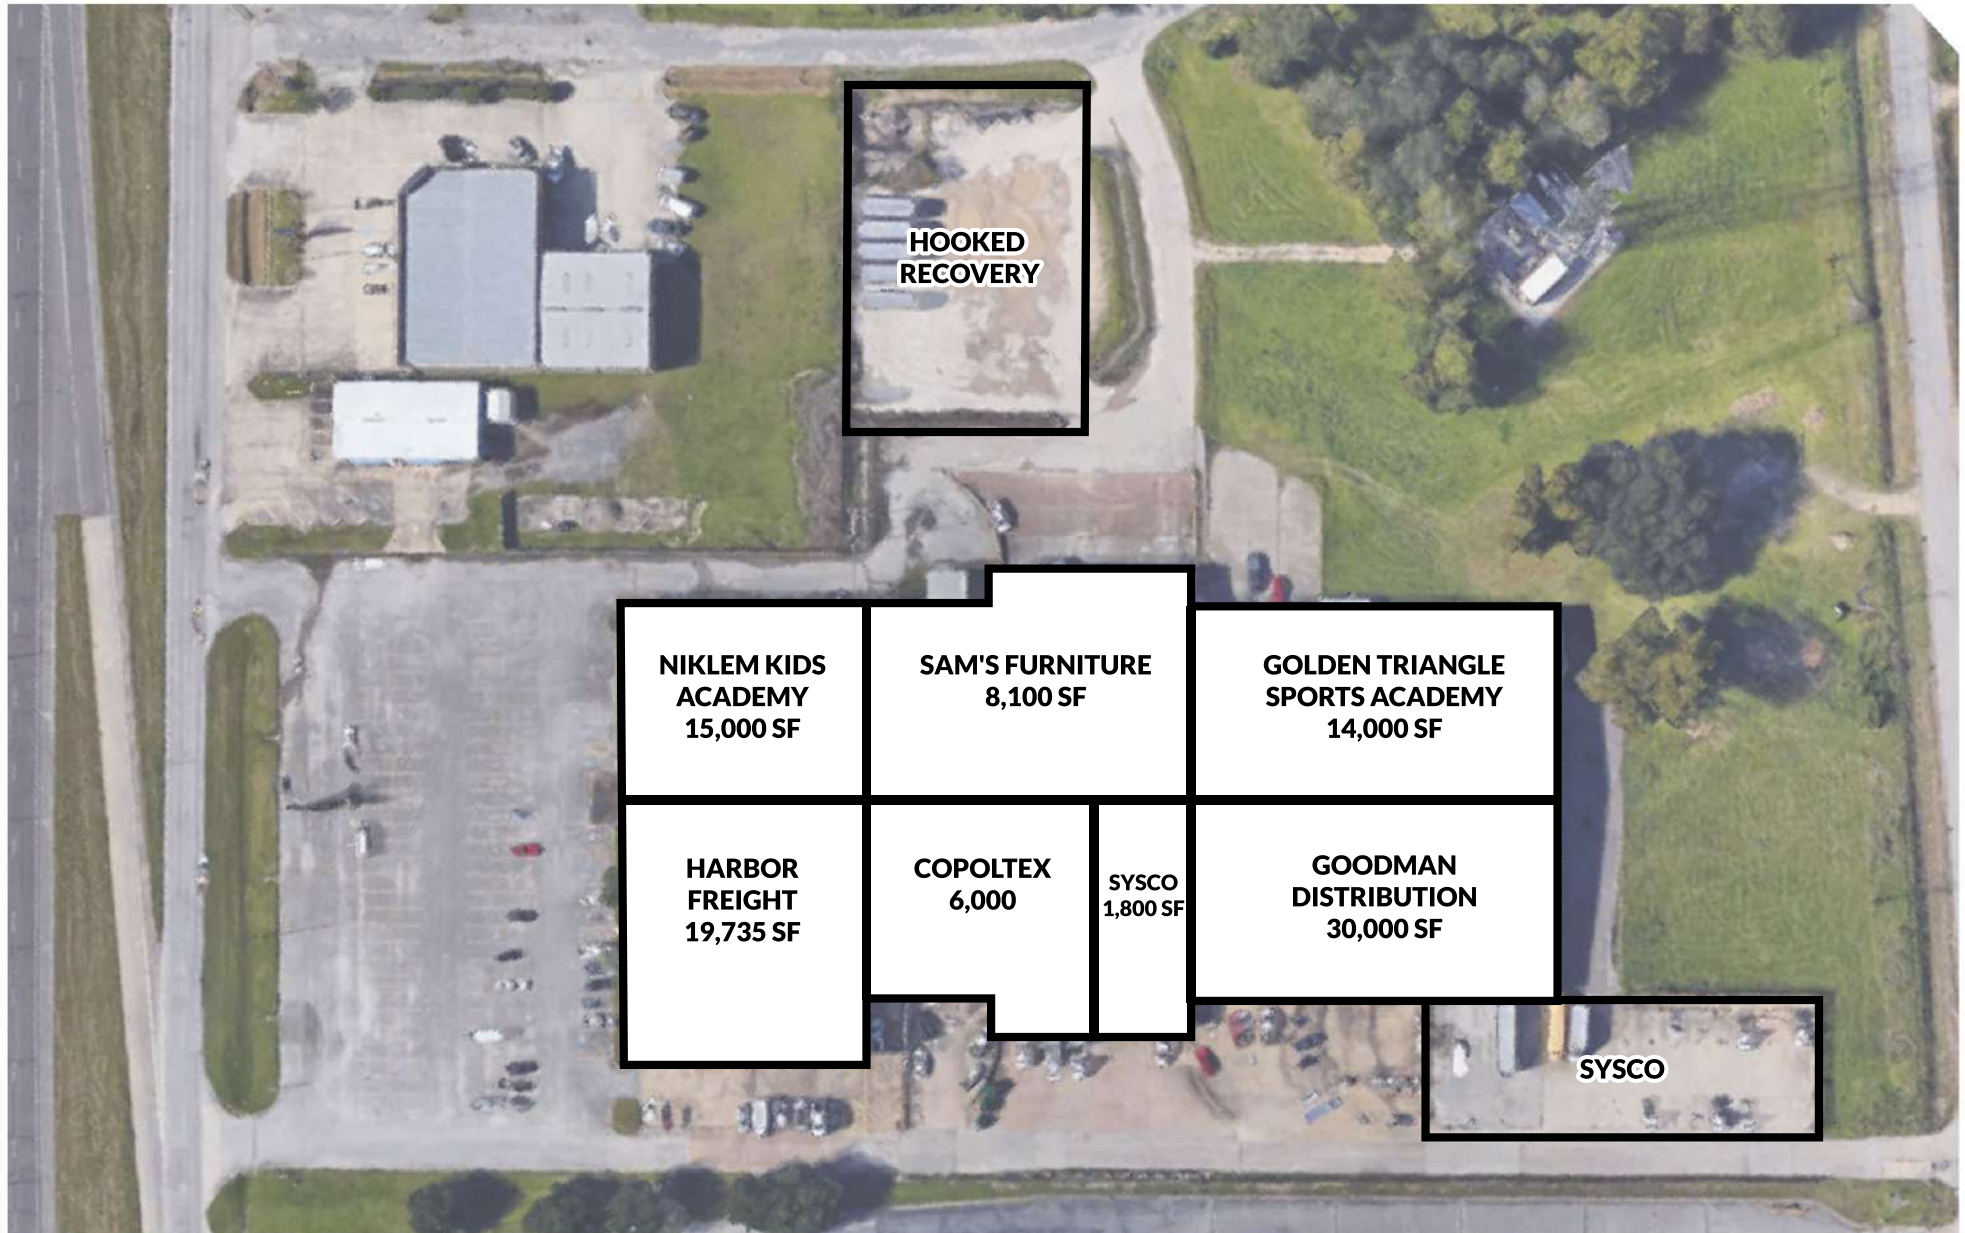 HOOKED
RECOVERY
NIKLEM KIDS
ACADEMY
15,000 SF
SAM'S FURNITURE
8,100 SF
GOLDEN TRIANGLE
SPORTS ACADEMY
14,000 SF
HARBOR
FREIGHT
19,735 SF
COPOLTEX
6,000
SYSCO
1,800 SF
GOODMAN
DISTRIBUTION
30,000 SF
SYSCO